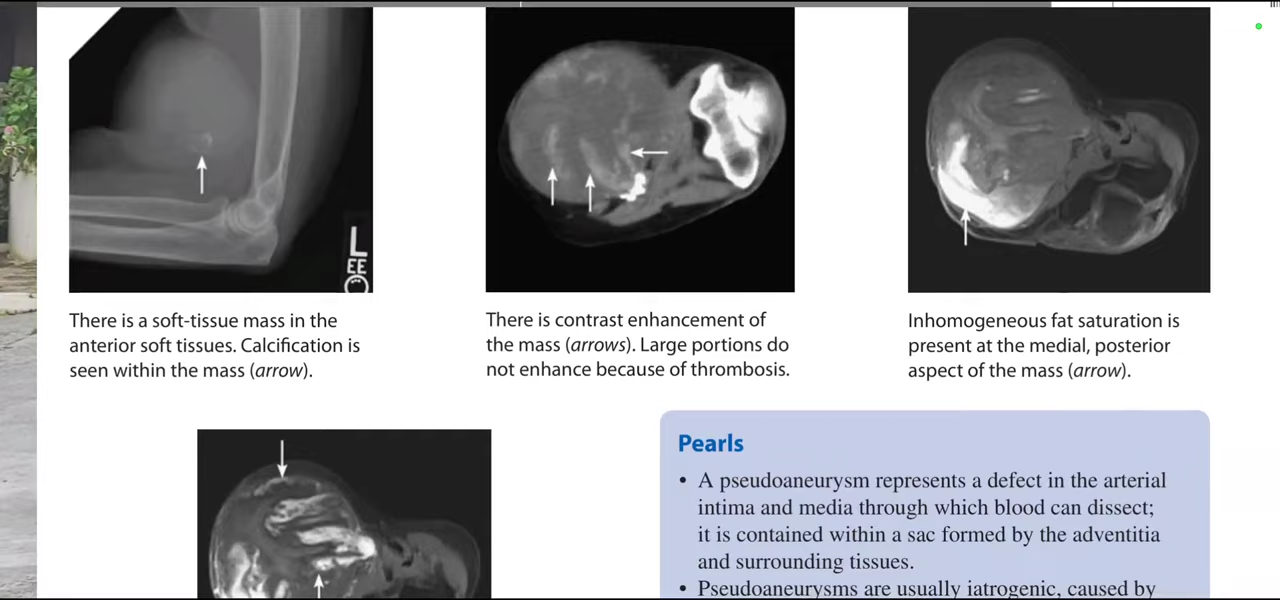 L
EE
There is a soft-tissue mass in the
anterior soft tissues. Calcification is
seen within the mass (arrow).
There is contrast enhancement of
the mass (arrows). Large portions do
not enhance because of thrombosis.
Inhomogeneous fat saturation is
present at the medial, posterior
aspect of the mass (arrow).
Pearls
• A pseudoaneurysm represents a defect in the arterial
intima and media through which blood can dissect;
it is contained within a sac formed by the adventitia
and surrounding tissues.
• Pseudoaneurysms are usually iatrogenic, caused by